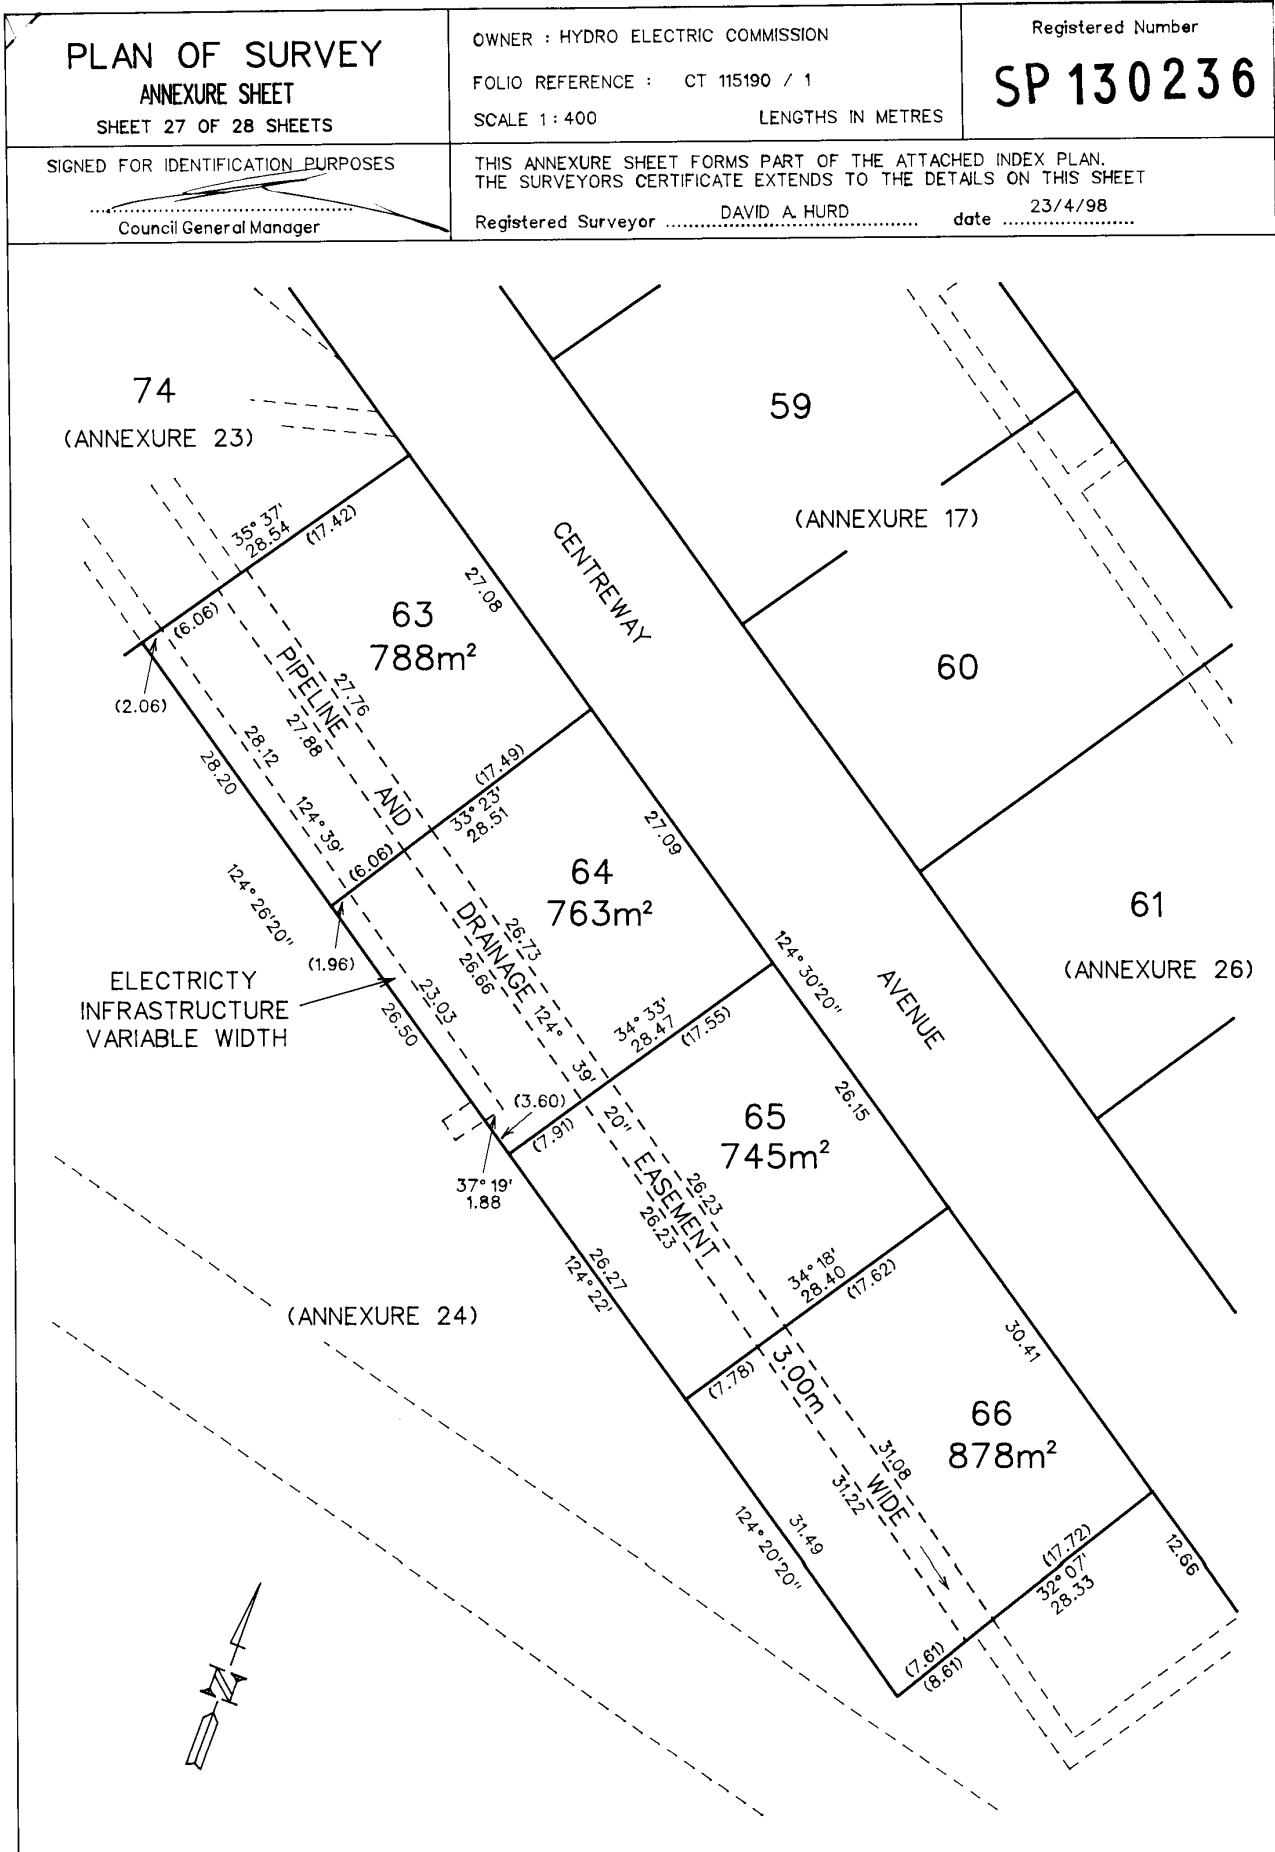 PLAN OF SURVEY
ANNEXURE SHEET
SHEET 27 OF 28 SHEETS
OWNER : HYDRO ELECTRIC COMMISSION
FOLIO REFERENCE : CT 115190 / 1
SCALE 1 : 400 LENGTHS IN METRES
Registered Number
SP 130236
SIGNED FOR IDENTIFICATION PURPOSES
Council General Manager
THIS ANNEXURE SHEET FORMS PART OF THE ATTACHED INDEX PLAN.
THE SURVEYORS CERTIFICATE EXTENDS TO THE DETAILS ON THIS SHEET
Registered Surveyor DAVID A. HURD date 23/4/98
74
(ANNEXURE 23)
59
(ANNEXURE 17)
35° 37'
28.54
(17.42)
CENTREWAY
27.08
63
788m²
(6.06)
(2.06)
60
PIPELINE
27.76
27.88
28.12
28.20
124° 39'
AND
(17.49)
33° 23'
28.51
27.09
(6.06)
64
763m²
124° 26'20"
(1.96)
61
(ANNEXURE 26)
DRAINAGE
26.73
26.66
124° 30'20"
AVENUE
ELECTRICTY
INFRASTRUCTURE
VARIABLE WIDTH
23.03
26.50
124°
39'
20"
34° 33'
28.47
(17.55)
26.15
(3.60)
(7.91)
65
745m²
37° 19'
1.88
EASEMENT
26.23
26.23
26.27
124° 22'
34° 18'
28.40
(17.62)
(ANNEXURE 24)
30.41
(7.78)
3.00m
66
878m²
31.08
31.22
WIDE
31.49
124° 20'20"
(17.72)
32° 07'
28.33
12.66
(7.61)
(8.61)
N